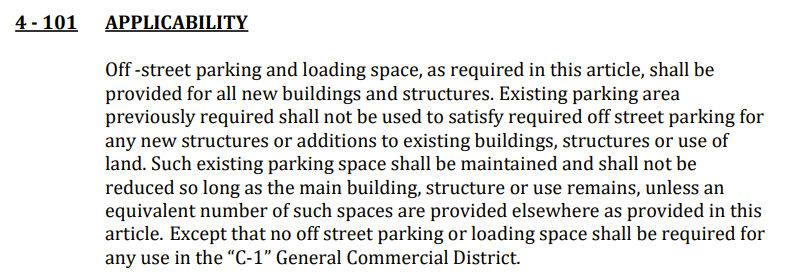 4 - 101 APPLICABILITY
Off -street parking and loading space, as required in this article, shall be
provided for all new buildings and structures. Existing parking area
previously required shall not be used to satisfy required off street parking for
any new structures or additions to existing buildings, structures or use of
land. Such existing parking space shall be maintained and shall not be
reduced so long as the main building, structure or use remains, unless an
equivalent number of such spaces are provided elsewhere as provided in this
article. Except that no off street parking or loading space shall be required for
any use in the “C-1” General Commercial District.